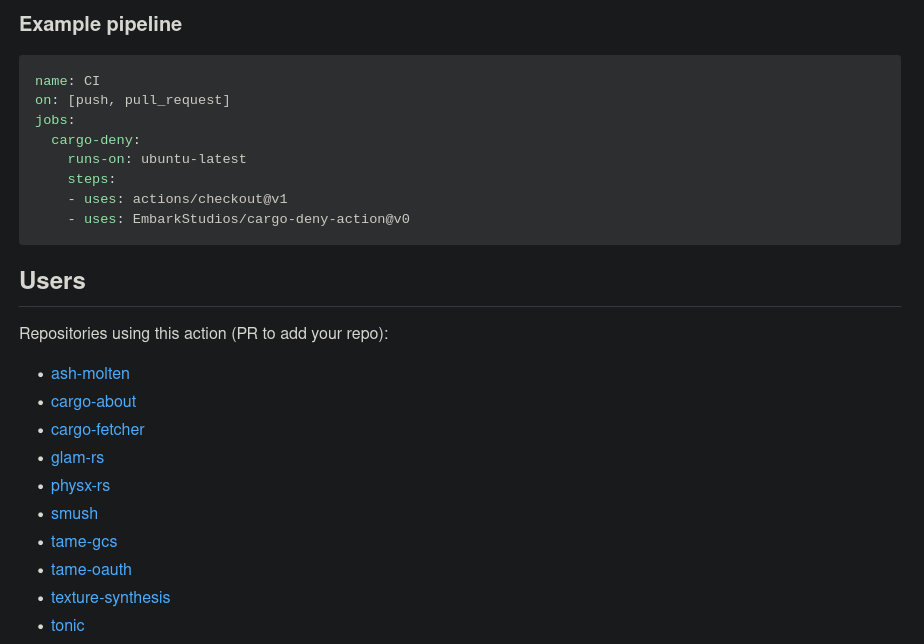 Example pipeline
name: CI
on: [push, pull_request]
jobs:
  cargo-deny:
    runs-on: ubuntu-latest
    steps:
    - uses: actions/checkout@v1
    - uses: EmbarkStudios/cargo-deny-action@v0
Users
Repositories using this action (PR to add your repo):
• ash-molten
• cargo-about
• cargo-fetcher
• glam-rs
• physx-rs
• smush
• tame-gcs
• tame-oauth
• texture-synthesis
• tonic